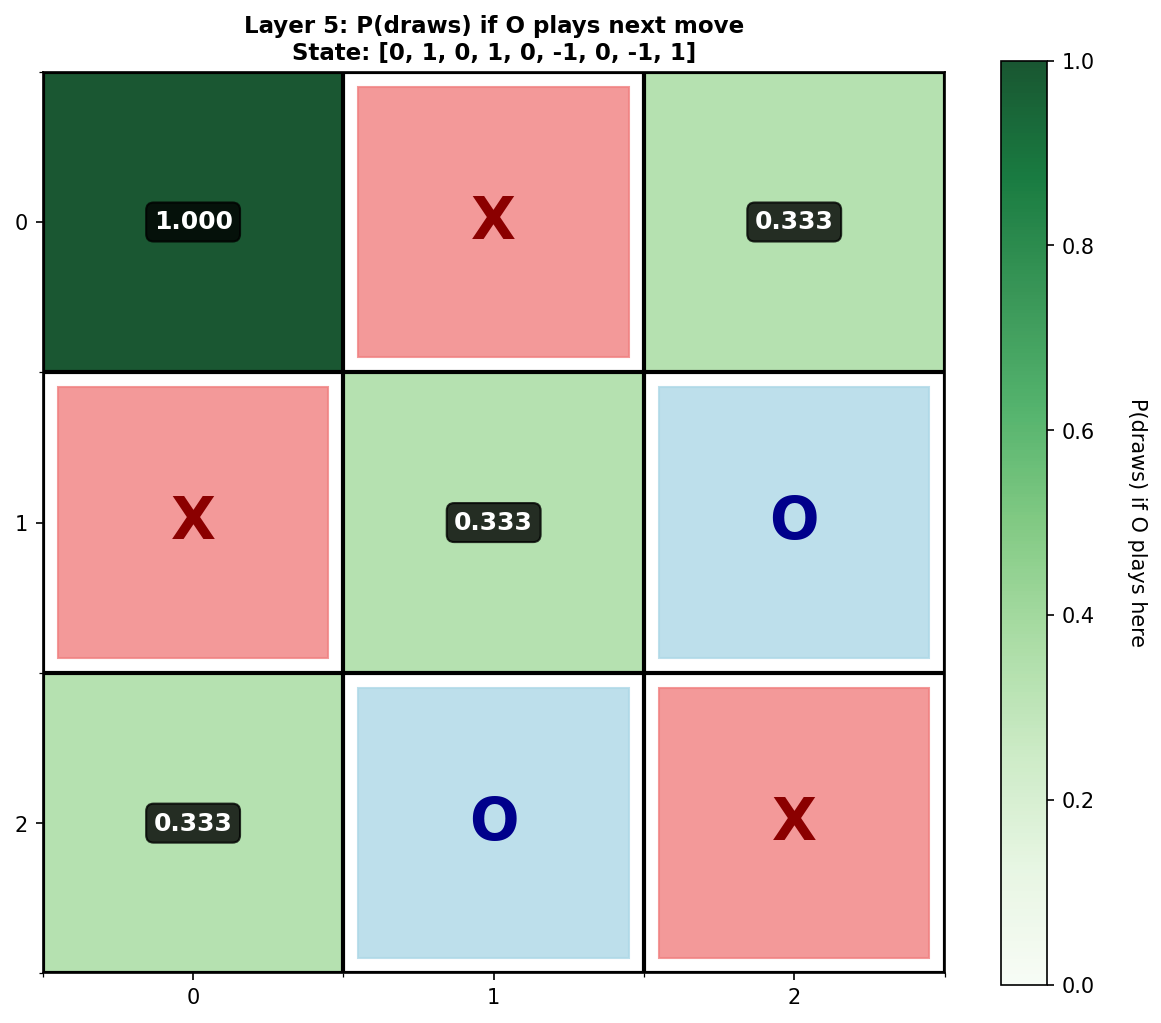 Layer 5: P(draws) if O plays next move
State: [0, 1, 0, 1, 0, -1, 0, -1, 1]
1.000
X
0.333
X
0.333
O
0.333
O
X
0
1
2
0
1
2
1.0
0.8
0.6
0.4
0.2
0.0
P(draws) if O plays here